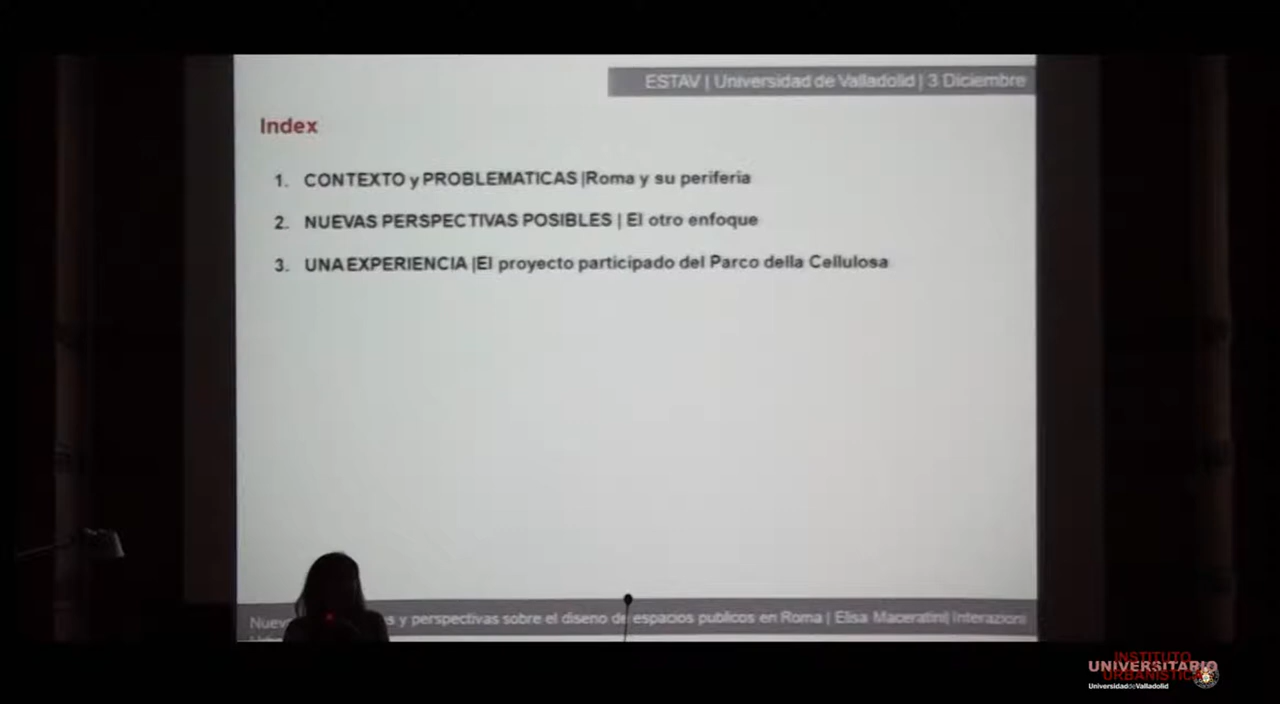 ESTAV | Universidad de Valladolid | 3 Diciembre
Index
1. CONTEXTO y PROBLEMATICAS |Roma y su periferia
2. NUEVAS PERSPECTIVAS POSIBLES | El otro enfoque
3. UNA EXPERIENCIA |El proyecto participado del Parco della Cellulosa
y perspectivas sobre el diseno de espacios publicos en Roma | Elisa Maceratini| Interazioni
INSTITUTO
UNIVERSITARIO
URBANÍSTICA
Universidad de Valladolid